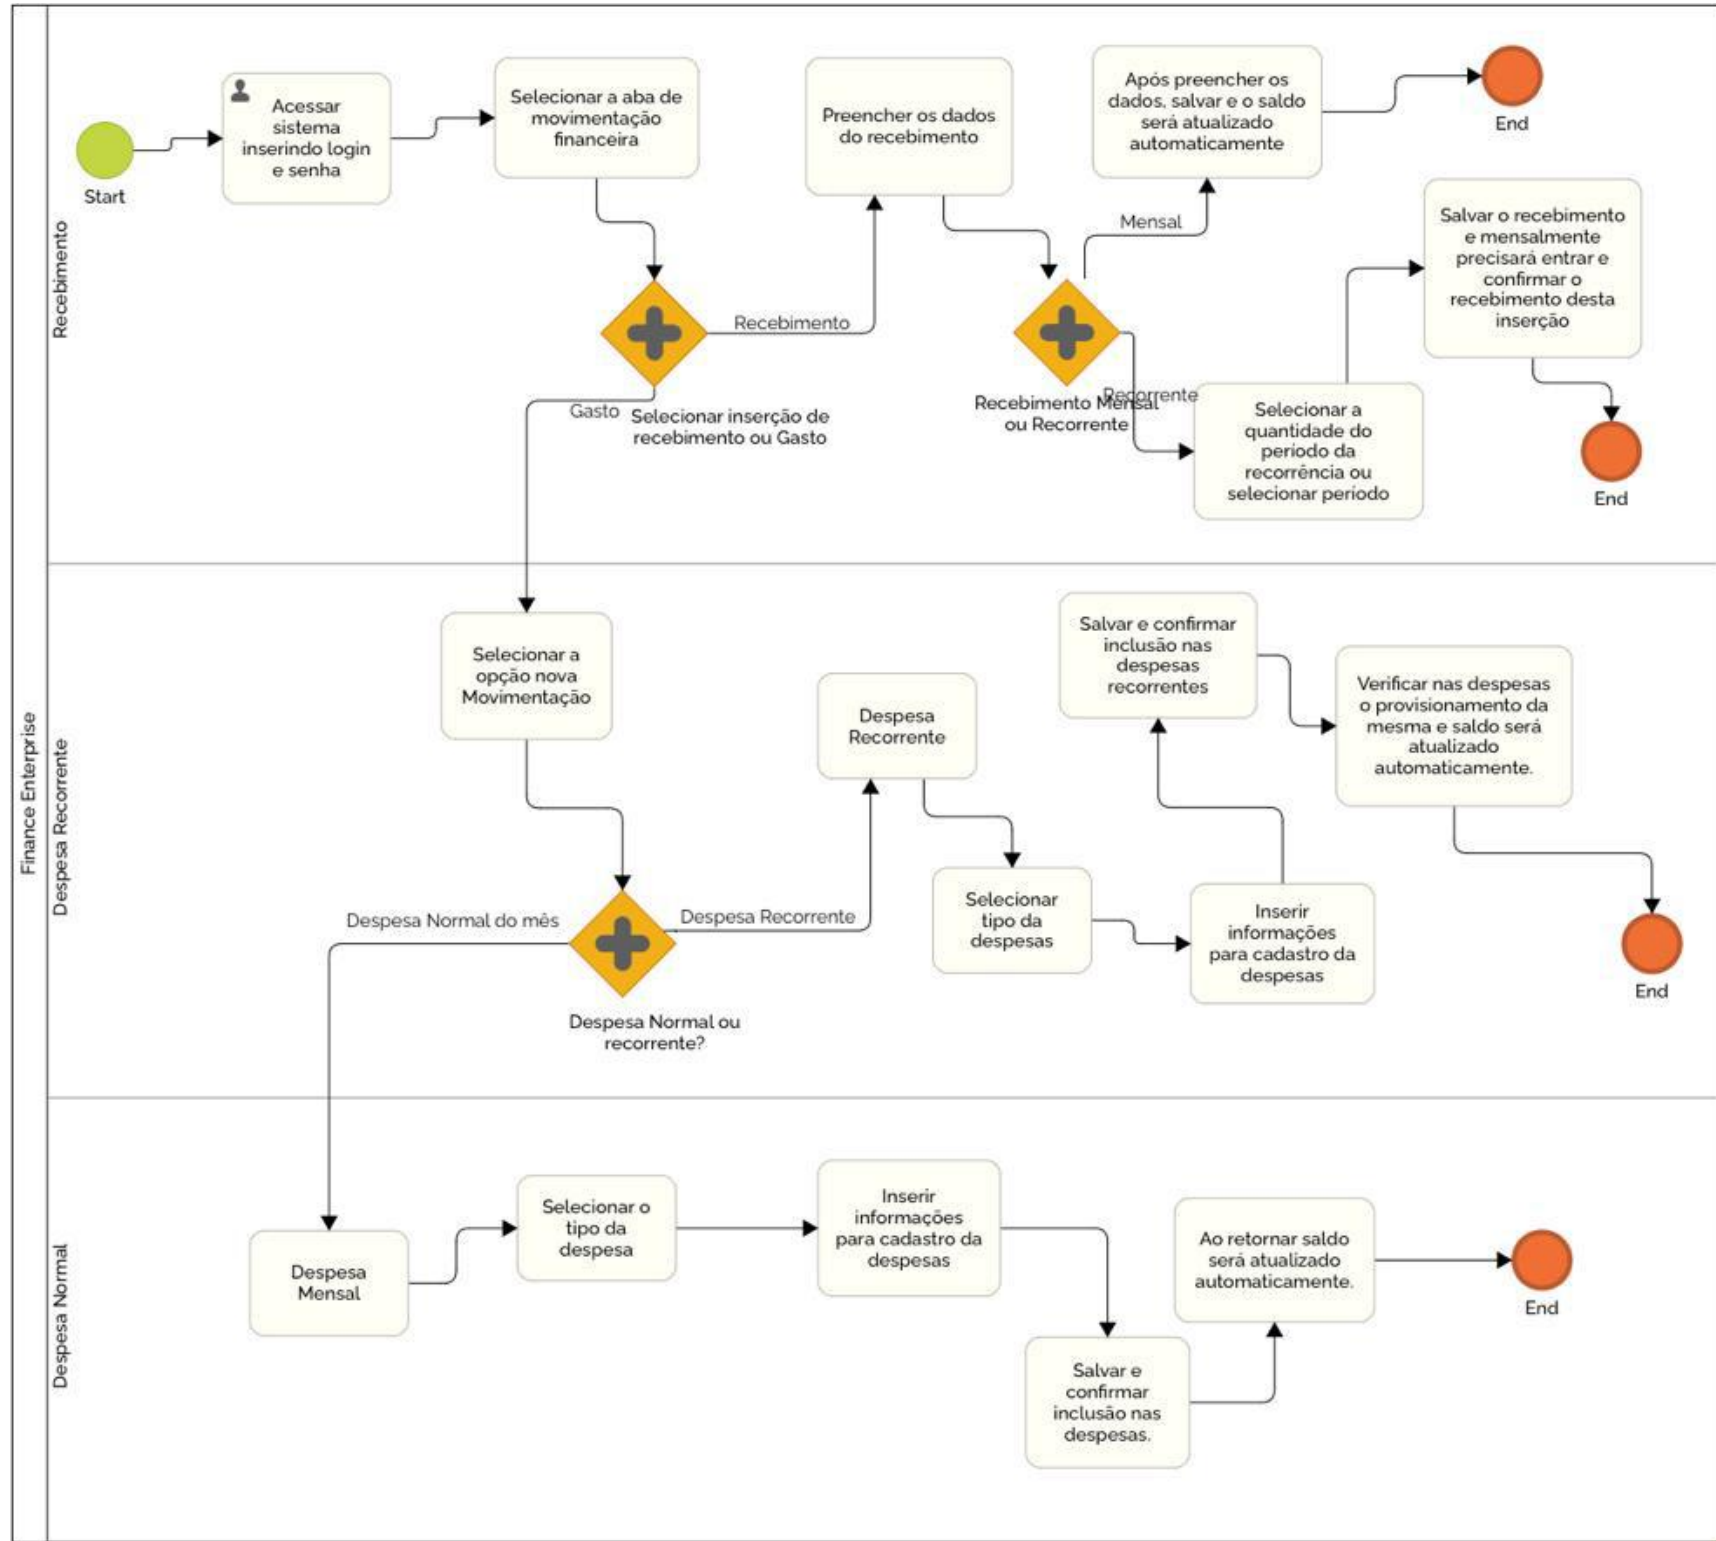 Finance Enterprise
Recebimento
Start
Acessar
sistema
inserindo login
e senha
Selecionar a aba de
movimentação
financeira
Selecionar inserção de
recebimento ou Gasto
Recebimento
Gasto
Preencher os dados
do recebimento
Recebimento Mensal
ou Recorrente
Mensal
Recorrente
Após preencher os
dados, salvar e o saldo
será atualizado
automaticamente
End
Selecionar a
quantidade do
período da
recorrência ou
selecionar período
Salvar o recebimento
e mensalmente
precisará entrar e
confirmar o
recebimento desta
inserção
End
Despesa Recorrente
Selecionar a
opção nova
Movimentação
Despesa Normal ou
recorrente?
Despesa Normal do mês
Despesa Recorrente
Despesa
Recorrente
Selecionar
tipo da
despesas
Inserir
informações
para cadastro da
despesas
Salvar e confirmar
inclusão nas
despesas
recorrentes
Verificar nas despesas
o provisionamento da
mesma e saldo será
atualizado
automaticamente.
End
Despesa Normal
Despesa
Mensal
Selecionar o
tipo da
despesa
Inserir
informações
para cadastro da
despesas
Salvar e
confirmar
inclusão nas
despesas.
Ao retornar saldo
será atualizado
automaticamente.
End